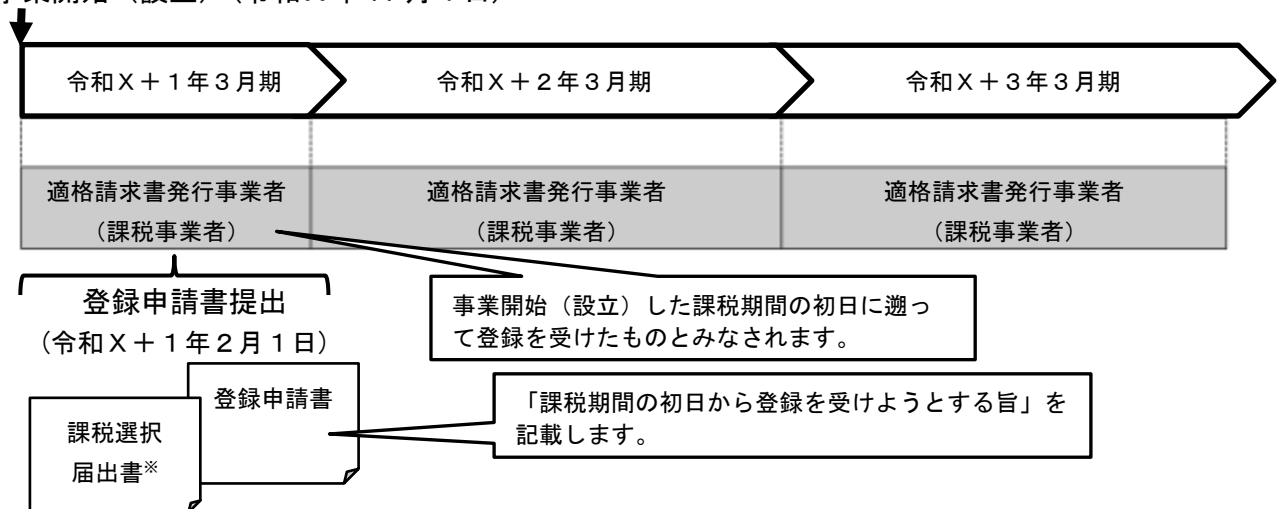 令和X＋1年3月期
令和X＋2年3月期
令和X＋3年3月期
適格請求書発行事業者
（課税事業者）
適格請求書発行事業者
（課税事業者）
適格請求書発行事業者
（課税事業者）
登録申請書提出
（令和X＋1年2月1日）
事業開始（設立）した課税期間の初日に遡っ
て登録を受けたものとみなされます。
登録申請書
「課税期間の初日から登録を受けようとする旨」を
記載します。
課税選択
届出書※